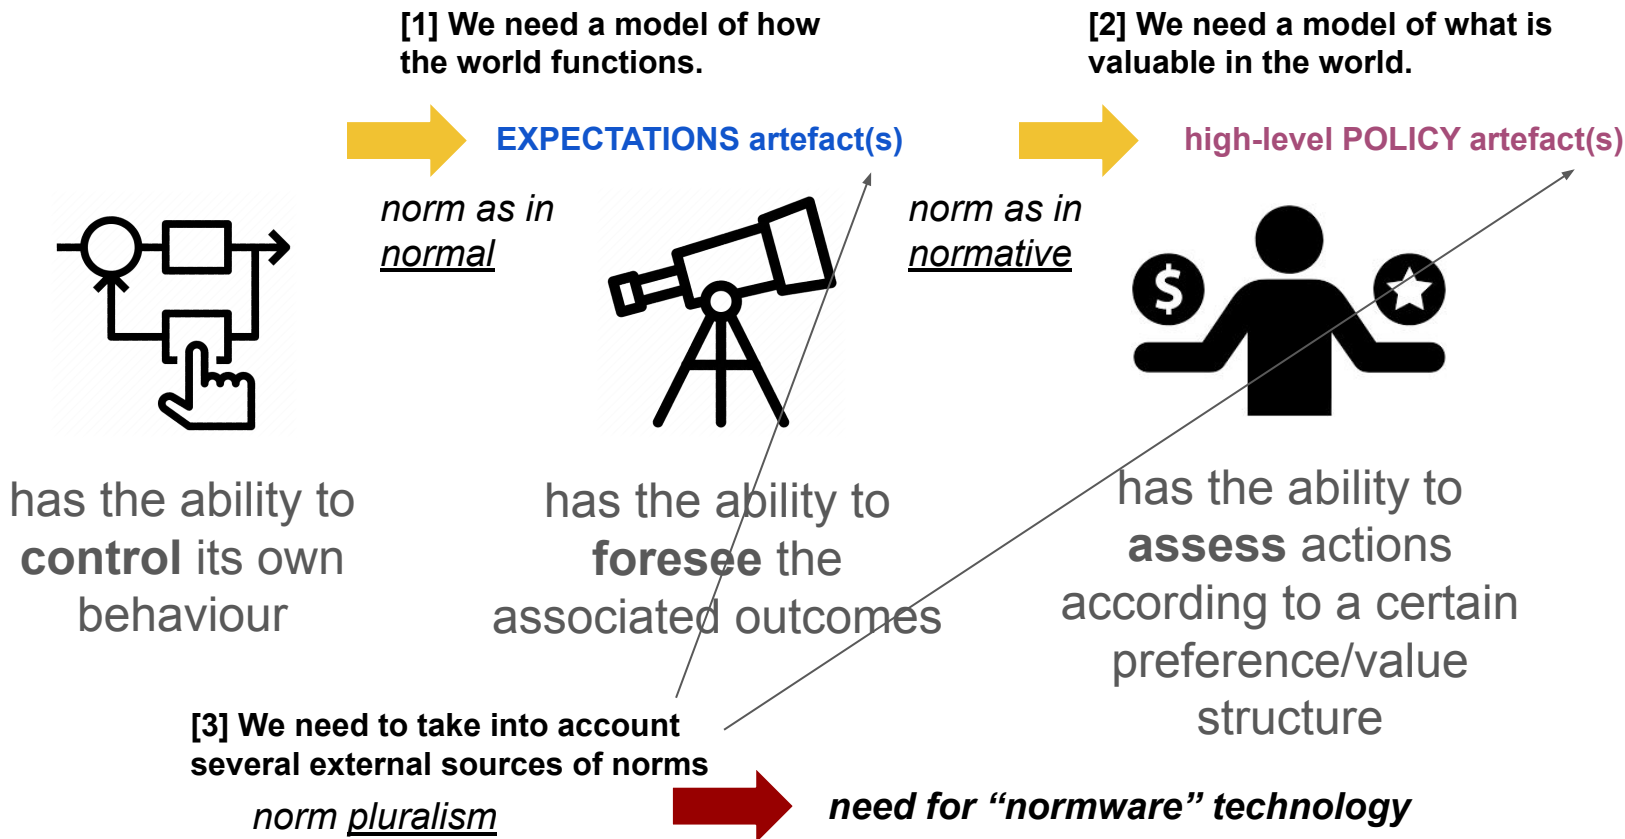 [1] We need a model of how
the world functions.
[2] We need a model of what is
valuable in the world.
EXPECTATIONS artefact(s)
high-level POLICY artefact(s)
norm as in
normal
norm as in
normative
$
has the ability to
control its own
behaviour
has the ability to
foresee the
associated outcomes
has the ability to
assess actions
according to a certain
preference/value
structure
[3] We need to take into account
several external sources of norms
norm pluralism
need for “normware” technology